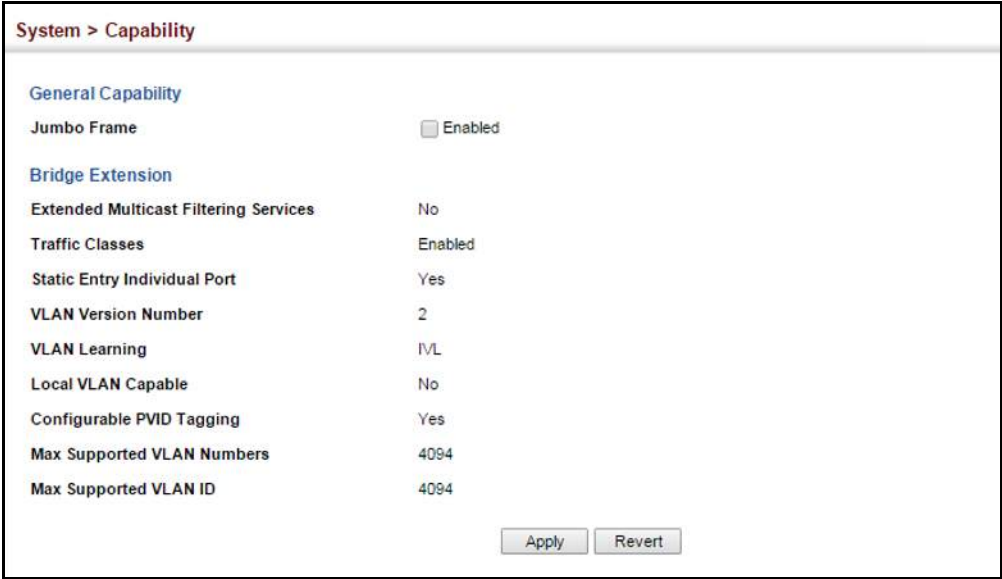 System > Capability
General Capability
Jumbo Frame Enabled
Bridge Extension
Extended Multicast Filtering Services No
Traffic Classes Enabled
Static Entry Individual Port Yes
VLAN Version Number 2
VLAN Learning IVL
Local VLAN Capable No
Configurable PVID Tagging Yes
Max Supported VLAN Numbers 4094
Max Supported VLAN ID 4094
Apply Revert